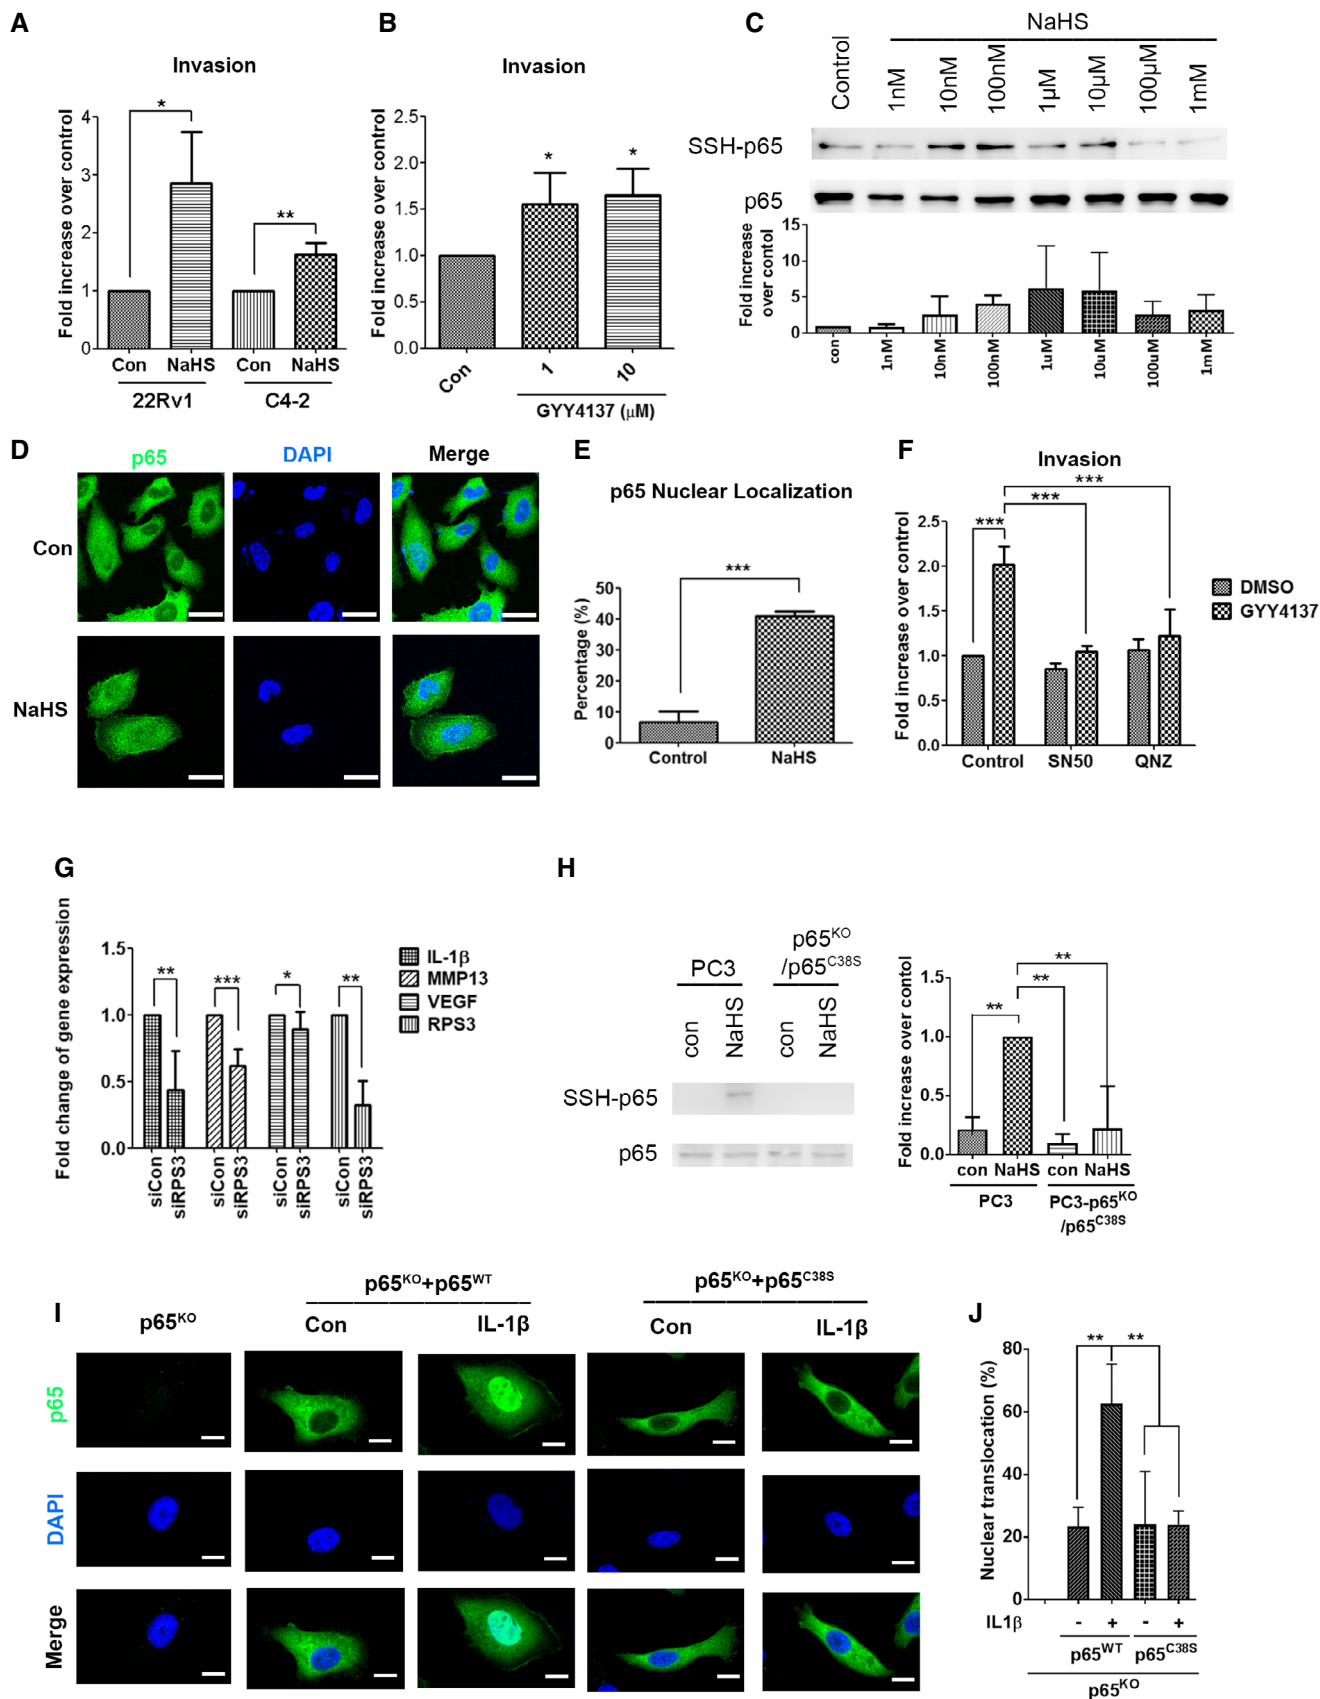 A
Invasion
Fold increase over control
4
3
2
1
0
*
**
Con NaHS Con NaHS
22Rv1 C4-2
B
Invasion
Fold increase over control
2.5
2.0
1.5
1.0
0.5
0.0
* *
Con 1 10
GYY4137 (μM)
C
NaHS
Control 1nM 10nM 100nM 1μM 10μM 100μM 1mM
SSH-p65
p65
Fold increase
over contol
15
10
5
0
con 1nM 10nM 100nM 1uM 10uM 100uM 1mM
D
p65 DAPI Merge
Con
NaHS
E
p65 Nuclear Localization
Percentage (%)
50
40
30
20
10
0
***
Control NaHS
F
Invasion
Fold increase over control
2.5
2.0
1.5
1.0
0.5
0.0
***
***
***
Control SN50 QNZ
DMSO
GYY4137
G
Fold change of gene expression
1.5
1.0
0.5
0.0
** *** * **
siCon siRPS3 siCon siRPS3 siCon siRPS3 siCon siRPS3
IL-1β
MMP13
VEGF
RPS3
H
PC3 p65KO
/p65C38S
con NaHS con NaHS
SSH-p65
p65
Fold increase over contol
1.5
1.0
0.5
0.0
**
**
**
con NaHS con NaHS
PC3 PC3-p65KO
/p65C38S
I
p65KO p65KO+p65WT p65KO+p65C38S
Con IL-1β Con IL-1β
p65
DAPI
Merge
J
Nuclear translocation (%)
80
60
40
20
0
** **
IL1β - + - +
p65WT p65C38S
p65KO